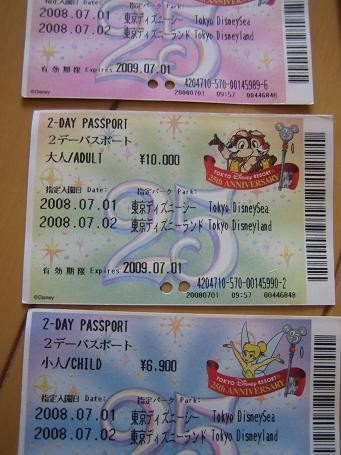 指定入園日 Date: 指定パーク Park:
2008.07.01 東京ディズニーシー Tokyo DisneySea
2008.07.02 東京ディズニーランド Tokyo Disneyland
有効期限 Expires 2009.07.01
4204710-570-00145989-6
©Disney 20080701 09:57 00446848
2-DAY PASSPORT
2デーパスポート
大人/ADULT ¥10,000
TOKYO Disney RESORT
25th ANNIVERSARY
指定入園日 Date: 指定パーク Park:
2008.07.01 東京ディズニーシー Tokyo DisneySea
2008.07.02 東京ディズニーランド Tokyo Disneyland
有効期限 Expires 2009.07.01
4204710-570-00145990-2
©Disney 20080701 09:57 00446848
2-DAY PASSPORT
2デーパスポート
小人/CHILD ¥6,900
TOKYO Disney RESORT
25th ANNIVERSARY
指定入園日 Date: 指定パーク Park:
2008.07.01 東京ディズニーシー Tokyo DisneySea
2008.07.02 東京ディズニーランド Tokyo Disneyland